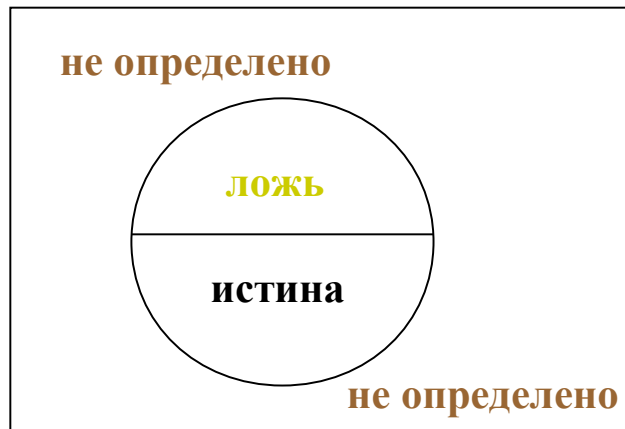 не определено
ложь
истина
не определено